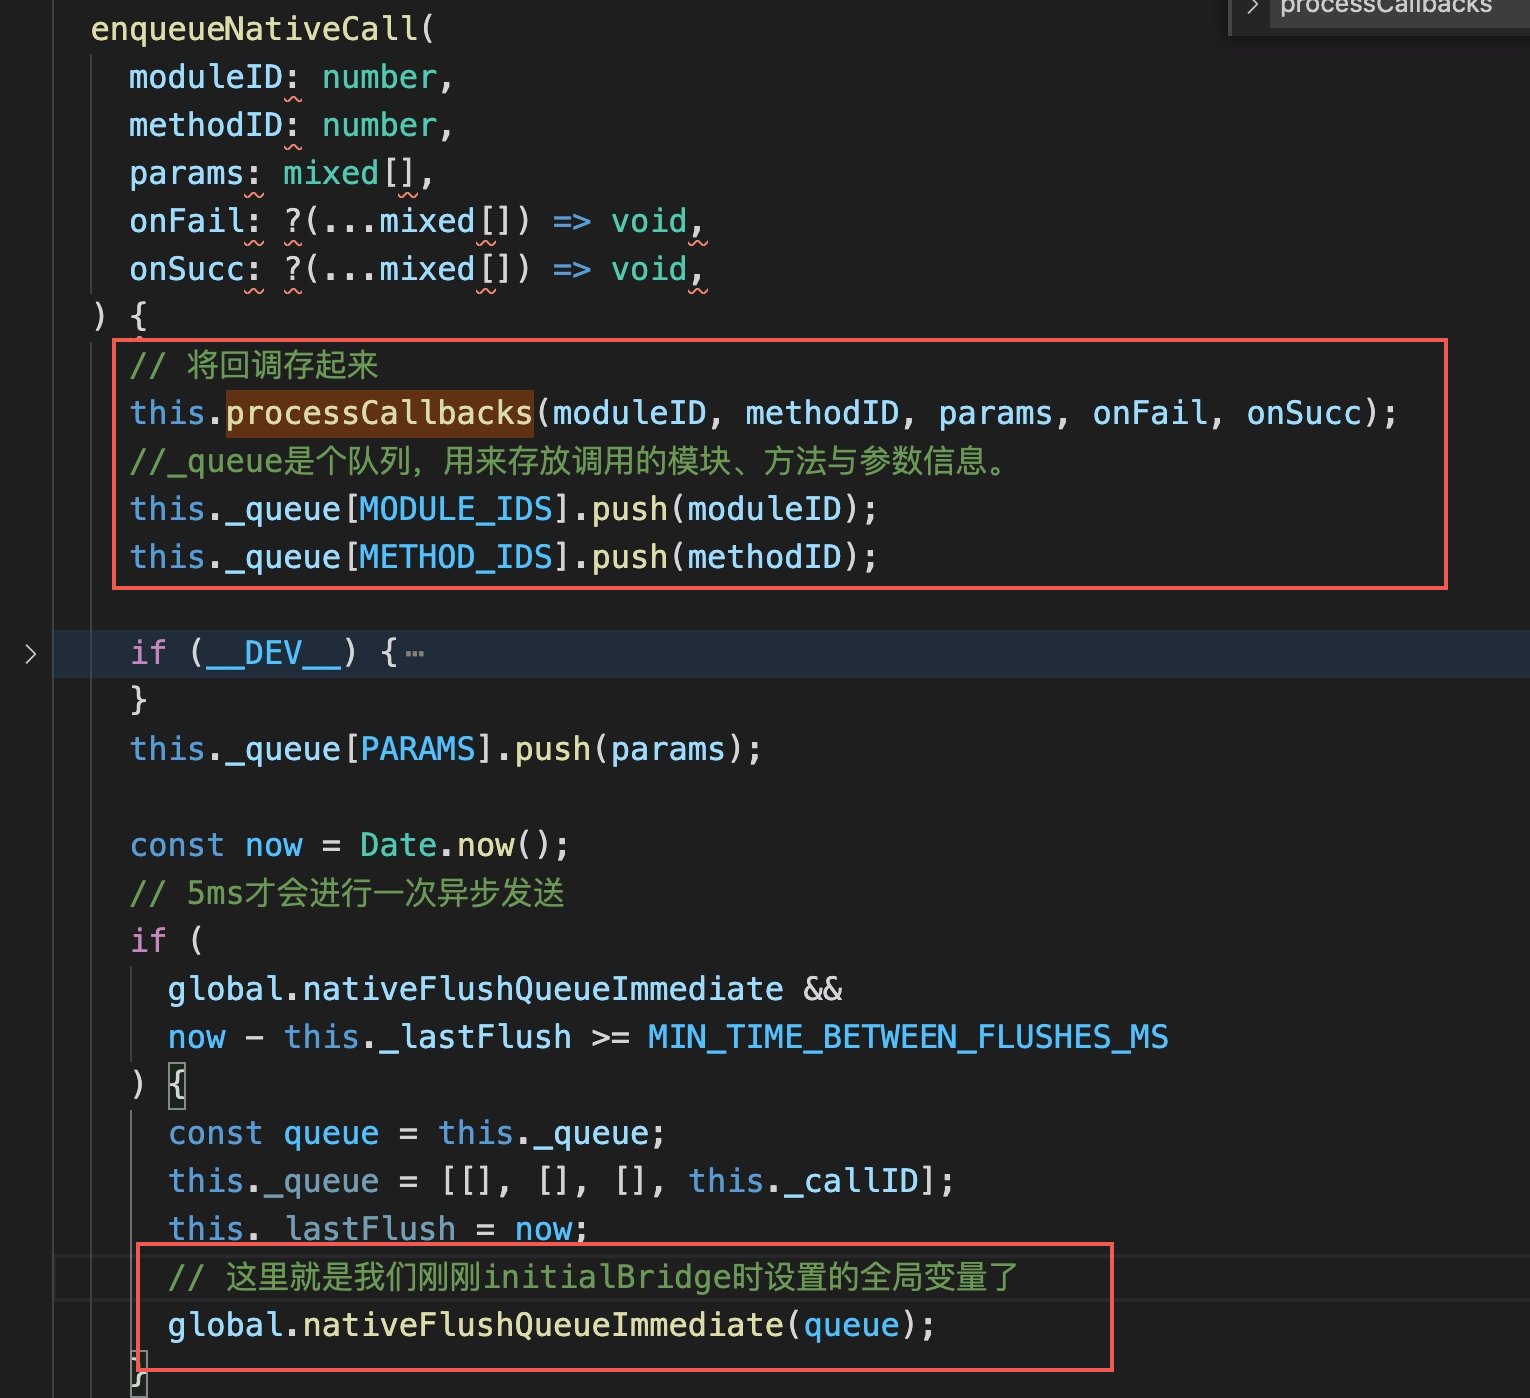 processCallbacks
enqueueNativeCall(
moduleID: number,
methodID: number,
params: mixed[],
onFail: ?(...mixed[]) => void,
onSucc: ?(...mixed[]) => void,
) {
// 将回调存起来
this.processCallbacks(moduleID, methodID, params, onFail, onSucc);
//_queue是个队列，用来存放调用的模块、方法与参数信息。
this._queue[MODULE_IDS].push(moduleID);
this._queue[METHOD_IDS].push(methodID);
if (__DEV__) {…
}
this._queue[PARAMS].push(params);
const now = Date.now();
// 5ms才会进行一次异步发送
if (
global.nativeFlushQueueImmediate &&
now - this._lastFlush >= MIN_TIME_BETWEEN_FLUSHES_MS
) {
const queue = this._queue;
this._queue = [[], [], [], this._callID];
this._lastFlush = now;
// 这里就是我们刚刚initialBridge时设置的全局变量了
global.nativeFlushQueueImmediate(queue);
}